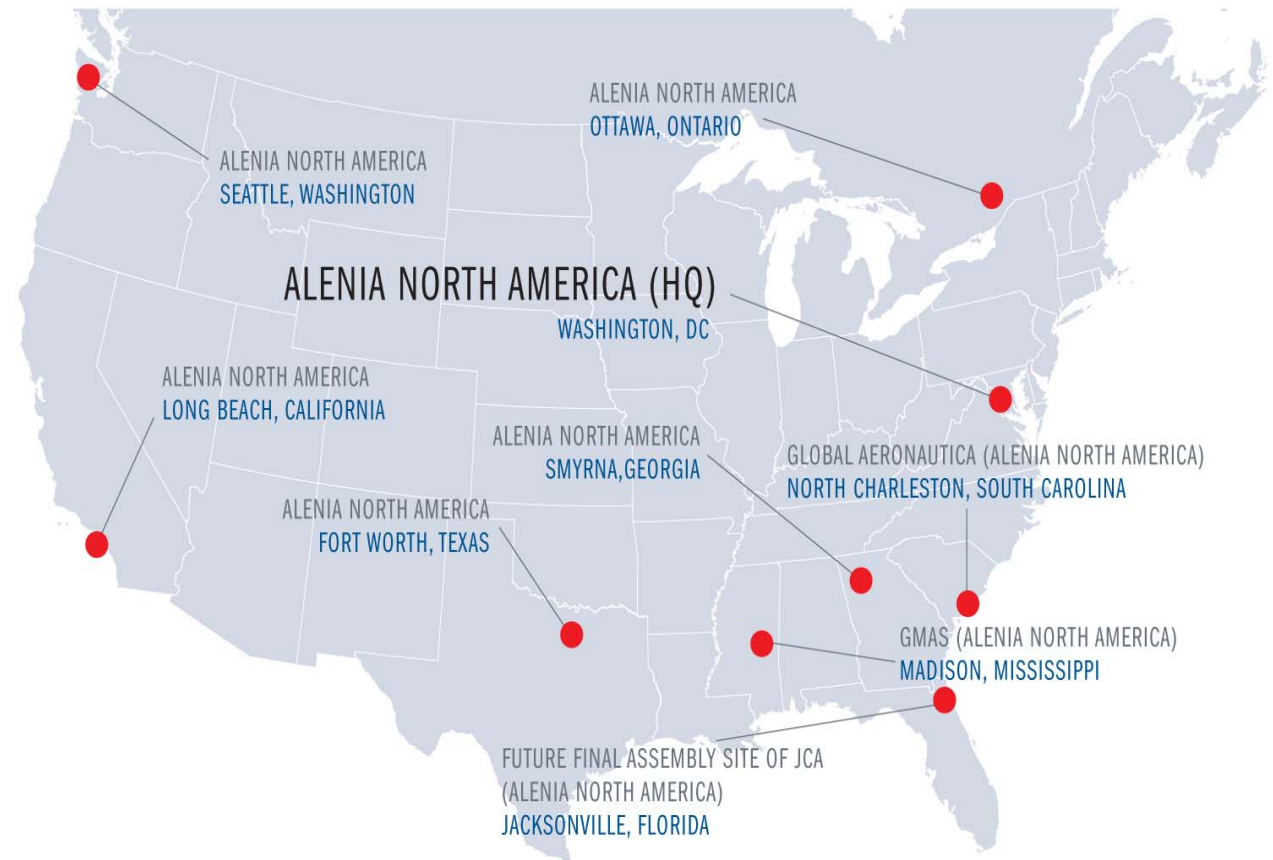 ALENIA NORTH AMERICA
OTTAWA, ONTARIO
ALENIA NORTH AMERICA
SEATTLE, WASHINGTON
ALENIA NORTH AMERICA (HQ)
WASHINGTON, DC
ALENIA NORTH AMERICA
LONG BEACH, CALIFORNIA
ALENIA NORTH AMERICA
SMYRNA,GEORGIA
GLOBAL AERONAUTICA (ALENIA NORTH AMERICA)
NORTH CHARLESTON, SOUTH CAROLINA
ALENIA NORTH AMERICA
FORT WORTH, TEXAS
GMAS (ALENIA NORTH AMERICA)
MADISON, MISSISSIPPI
FUTURE FINAL ASSEMBLY SITE OF JCA
(ALENIA NORTH AMERICA)
JACKSONVILLE, FLORIDA